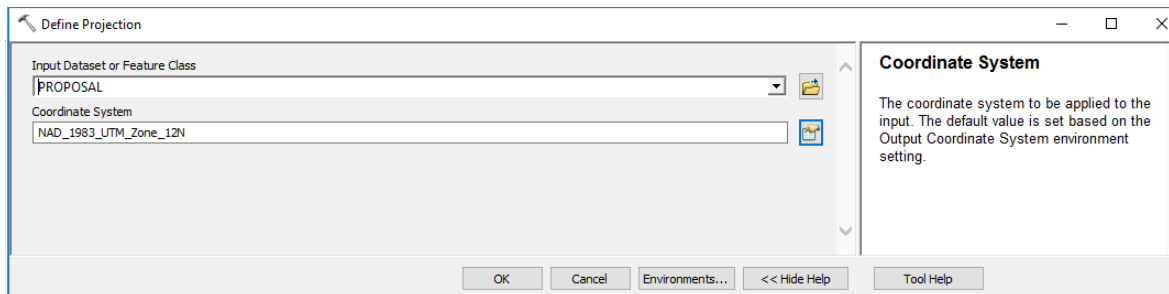 Define Projection
Input Dataset or Feature Class
PROPOSAL
Coordinate System
NAD_1983_UTM_Zone_12N
Coordinate System
The coordinate system to be applied to the
input. The default value is set based on the
Output Coordinate System environment
setting.
OK
Cancel
Environments...
<< Hide Help
Tool Help